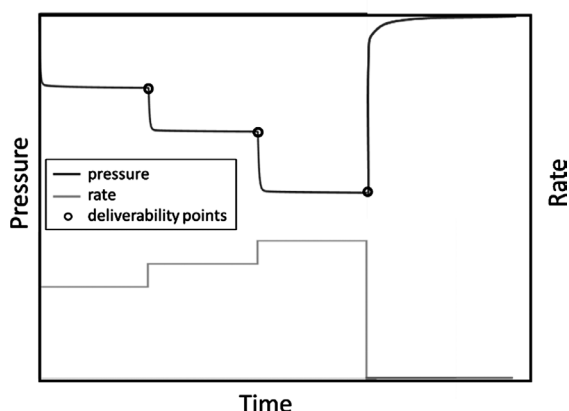 Pressure
pressure
rate
deliverability points
Rate
Time